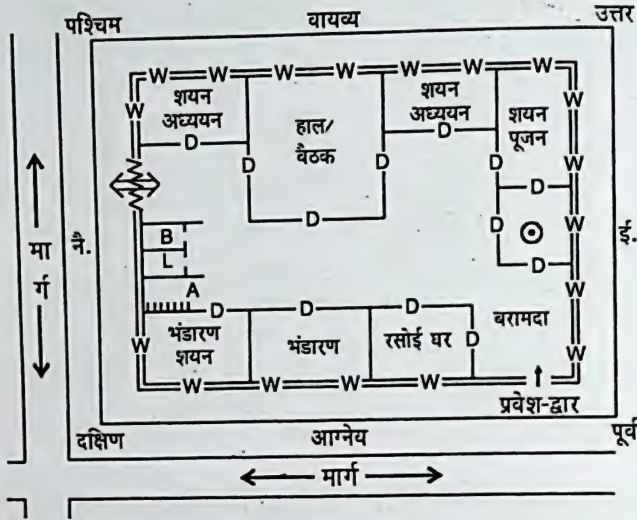 पश्चिम वायव्य उत्तर
W W W W W W W
शयन
अध्ययन
हाल/
बैठक
शयन
अध्ययन
शयन
पूजन
W W
D D D D D
D D
W
मार्ग
नै.
B
L
A
D
W
ई.
D
W
D D D
बरामदा
भंडारण
शयन
भंडारण
रसोई घर
D
W W
W W W W
प्रवेश-द्वार
दक्षिण आग्नेय पूर्व
मार्ग